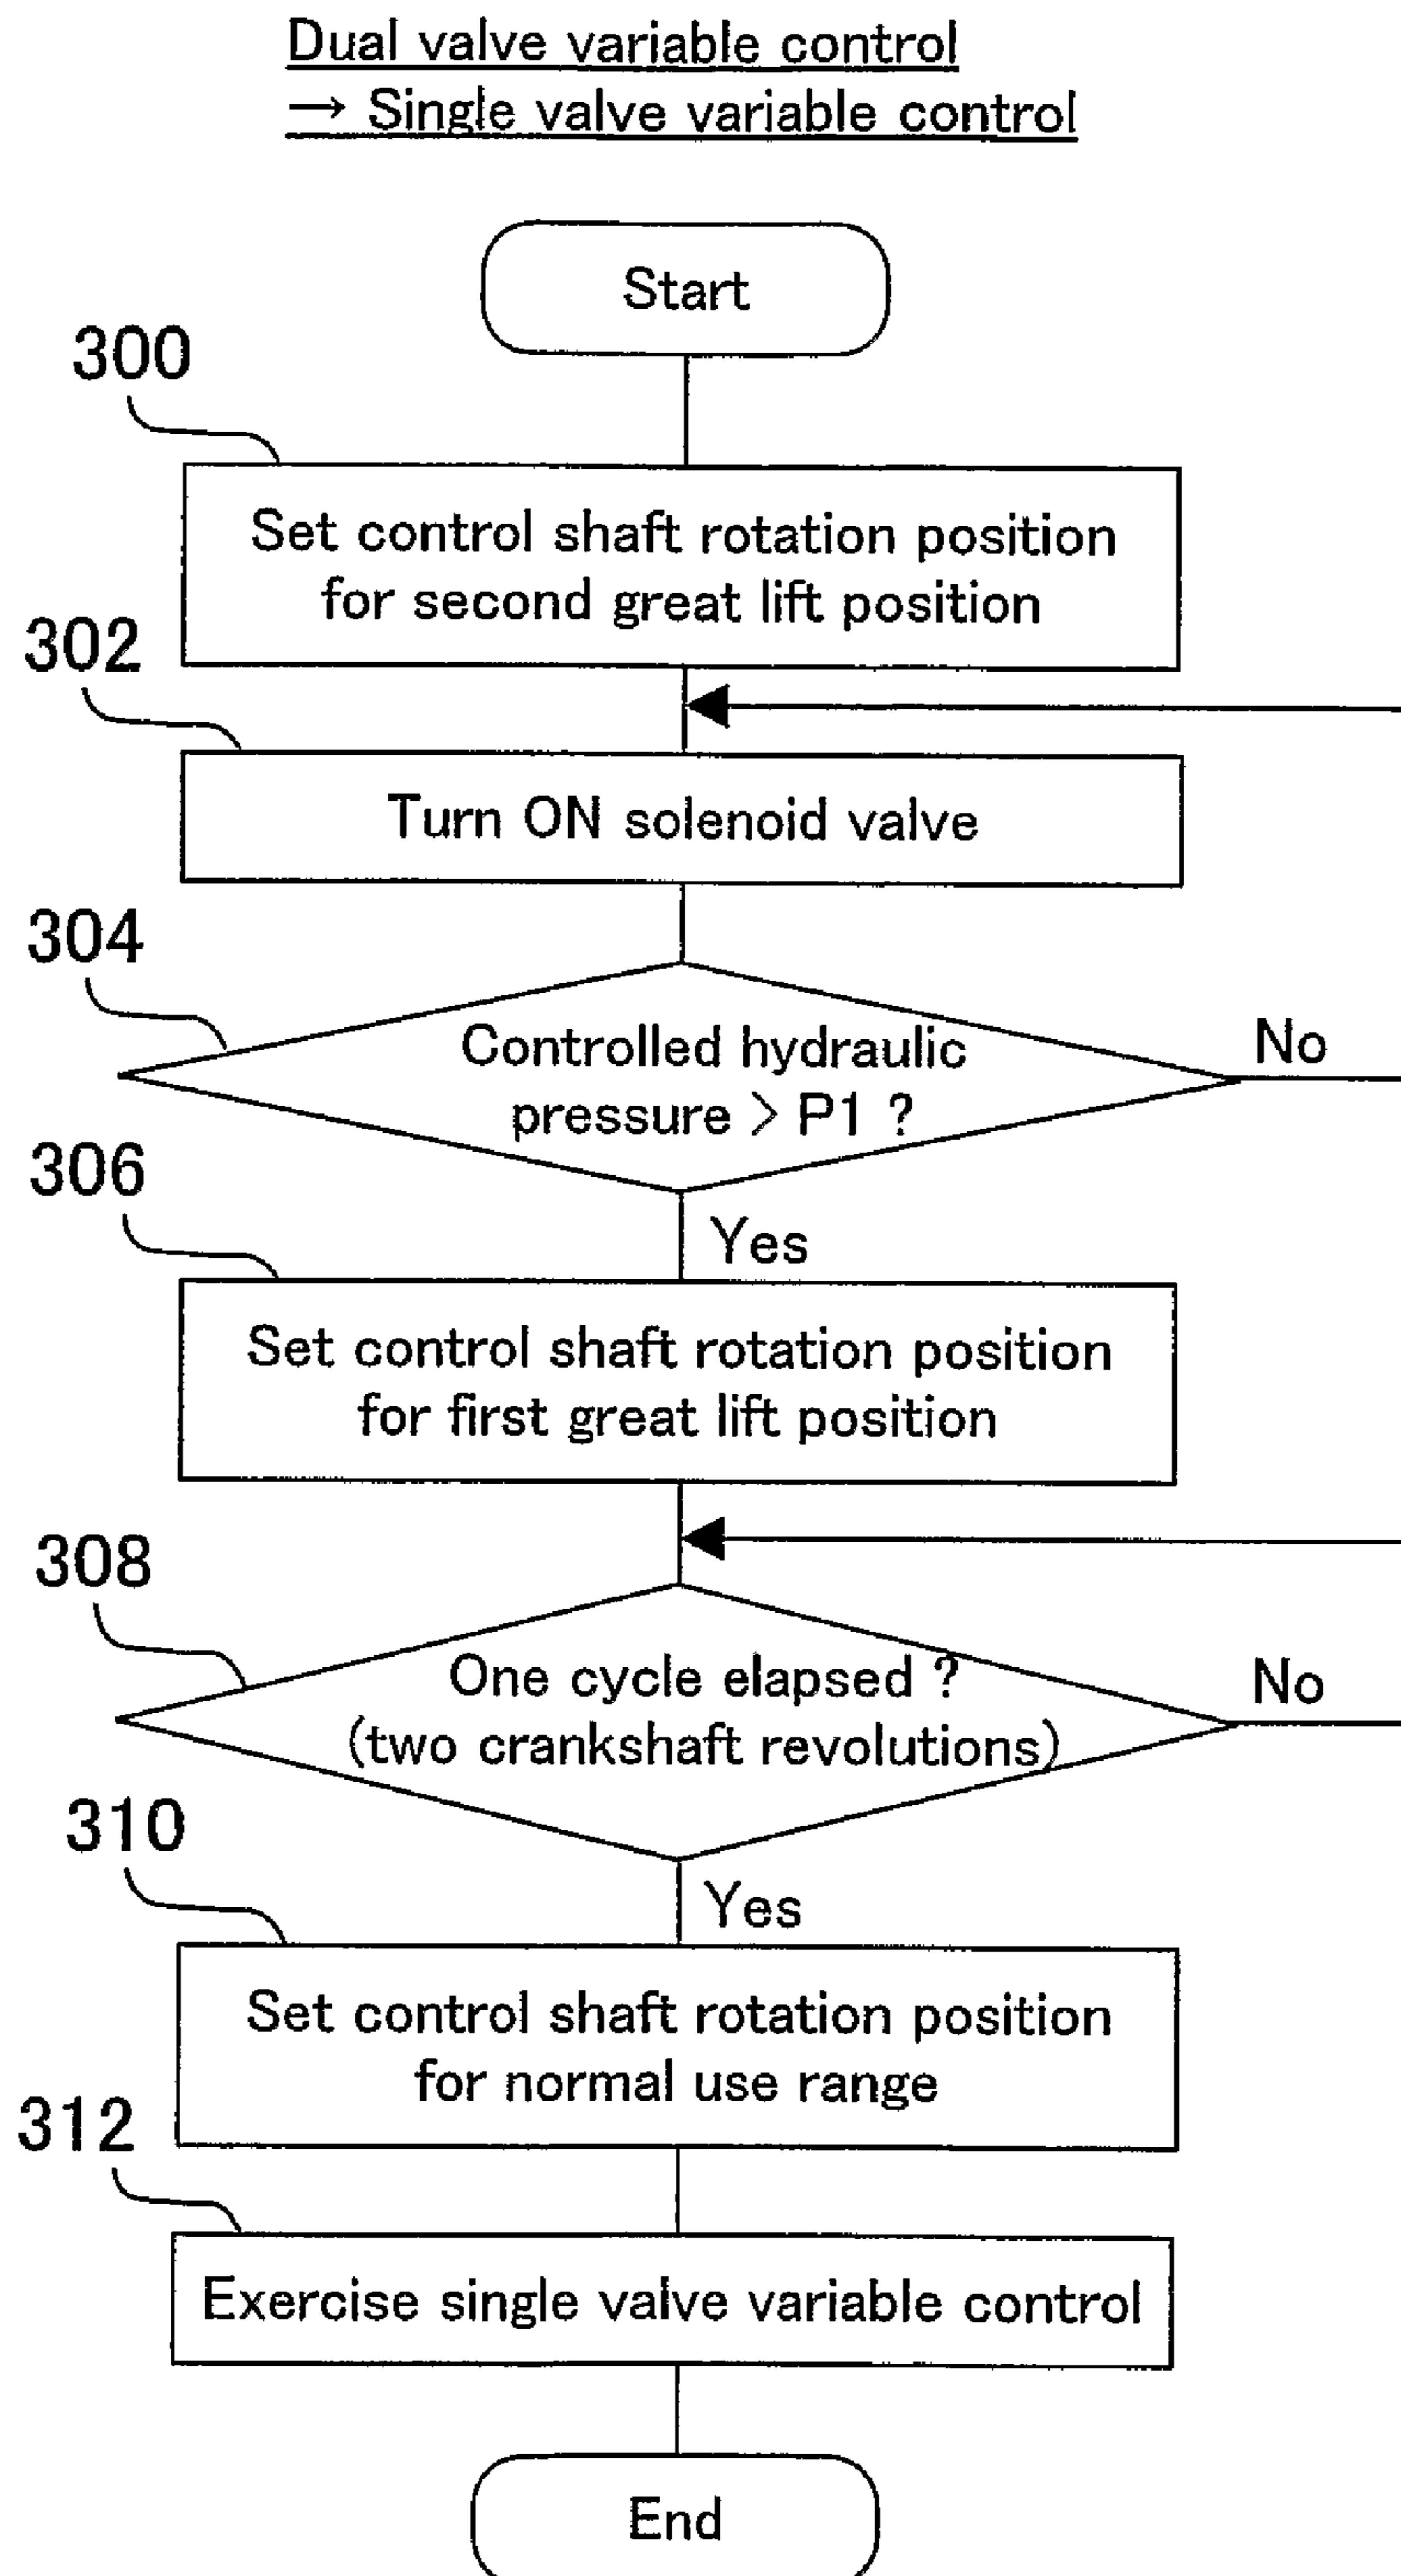 Dual valve variable control
→ Single valve variable control
Start
300
Set control shaft rotation position
for second great lift position
302
Turn ON solenoid valve
304
Controlled hydraulic
pressure > P1 ?
No
306
Yes
Set control shaft rotation position
for first great lift position
308
One cycle elapsed ?
(two crankshaft revolutions)
No
310
Yes
Set control shaft rotation position
for normal use range
312
Exercise single valve variable control
End